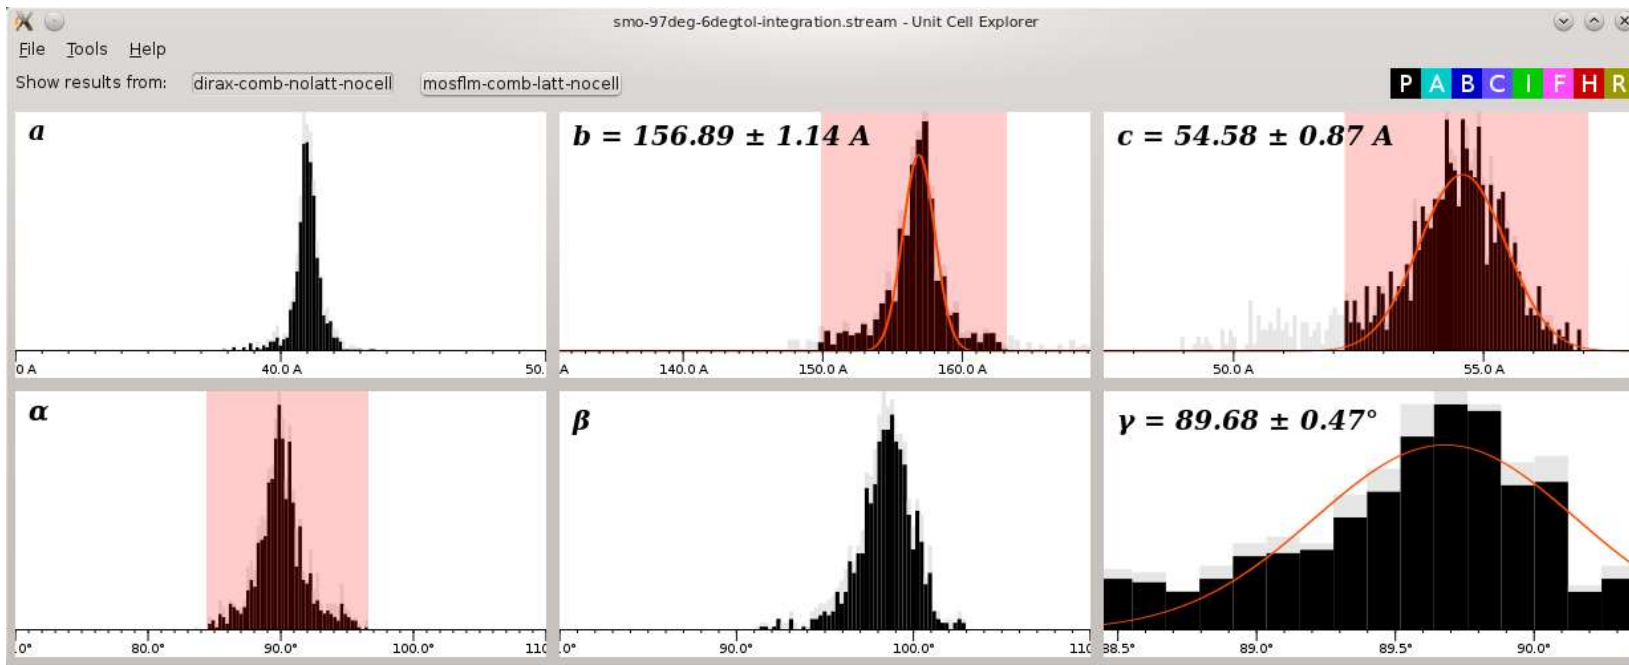 smo-97deg-6degtol-integration.stream - Unit Cell Explorer
File Tools Help
Show results from: dirax-comb-nolatt-nocell mosflm-comb-latt-nocell P A B C I F H R
a
0 A 40.0 A 50.
b = 156.89 ± 1.14 A
A 140.0 A 150.0 A 160.0 A
c = 54.58 ± 0.87 A
50.0 A 55.0 A
α
.0° 80.0° 90.0° 100.0° 110
β
90.0° 100.0° 110
γ = 89.68 ± 0.47°
88.5° 89.0° 89.5° 90.0°